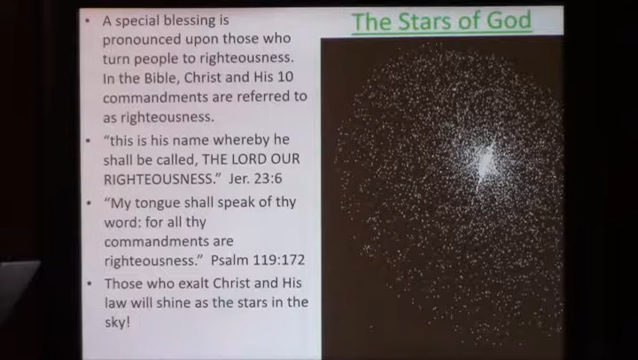 The Stars of God
• A special blessing is
pronounced upon those who
turn people to righteousness.
In the Bible, Christ and His 10
commandments are referred to
as righteousness.
• “this is his name whereby he
shall be called, THE LORD OUR
RIGHTEOUSNESS.” Jer. 23:6
• “My tongue shall speak of thy
word: for all thy
commandments are
righteousness.” Psalm 119:172
• Those who exalt Christ and His
law will shine as the stars in the
sky!